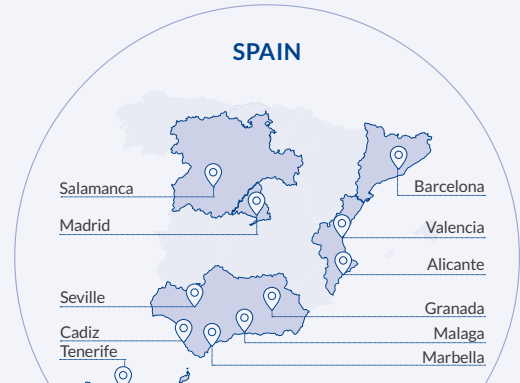 SPAIN
Salamanca
Barcelona
Madrid
Valencia
Alicante
Seville
Granada
Cadiz
Malaga
Tenerife
Marbella